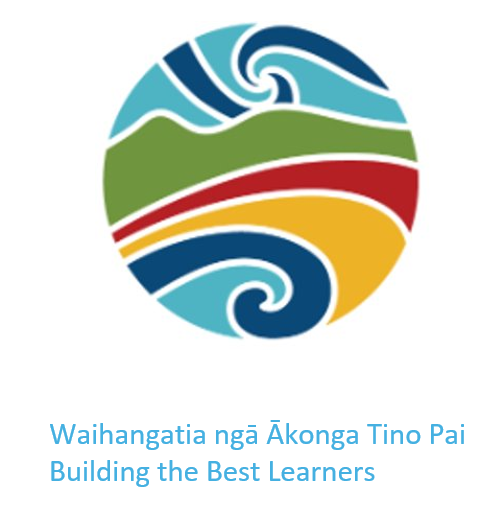 Waihangatia ngā Ākonga Tino Pai
Building the Best Learners